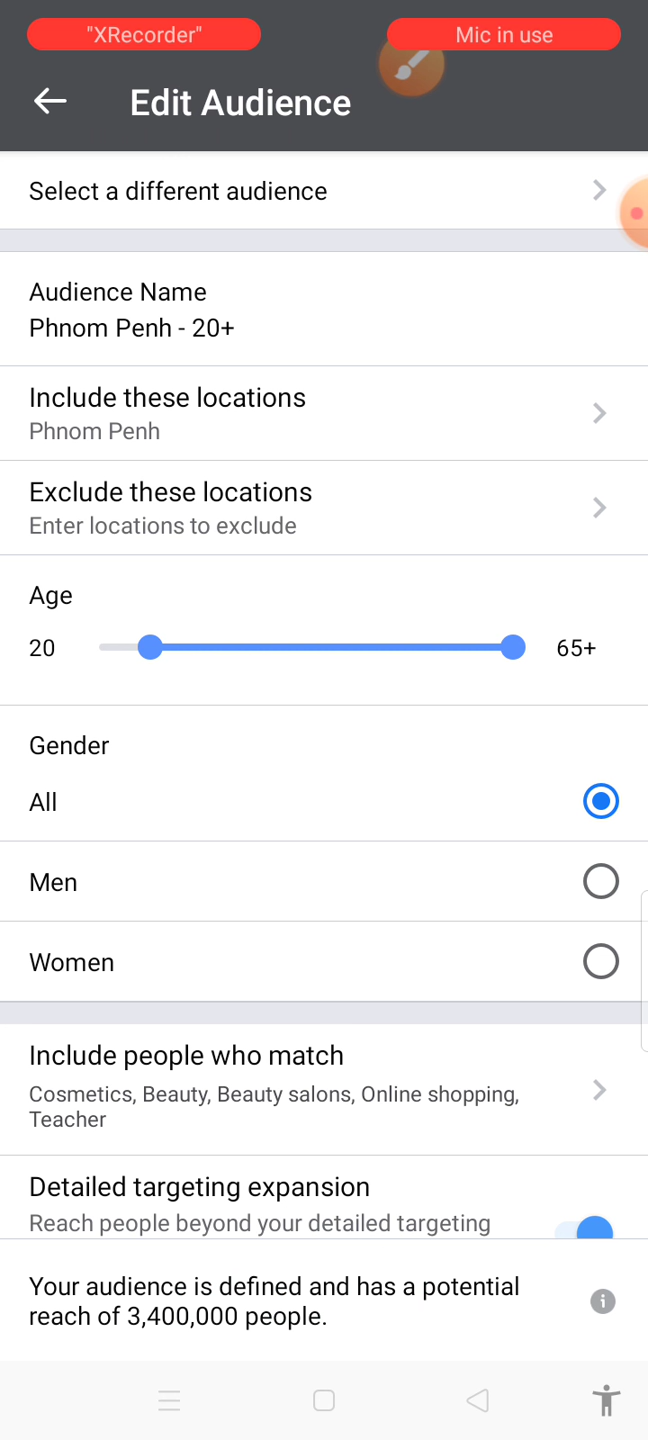 "XRecorder"
Mic in use
Edit Audience
Select a different audience
Audience Name
Phnom Penh - 20+
Include these locations
Phnom Penh
Exclude these locations
Enter locations to exclude
Age
20
65+
Gender
All
Men
Women
Include people who match
Cosmetics, Beauty, Beauty salons, Online shopping,
Teacher
Detailed targeting expansion
Reach people beyond your detailed targeting
Your audience is defined and has a potential
reach of 3,400,000 people.